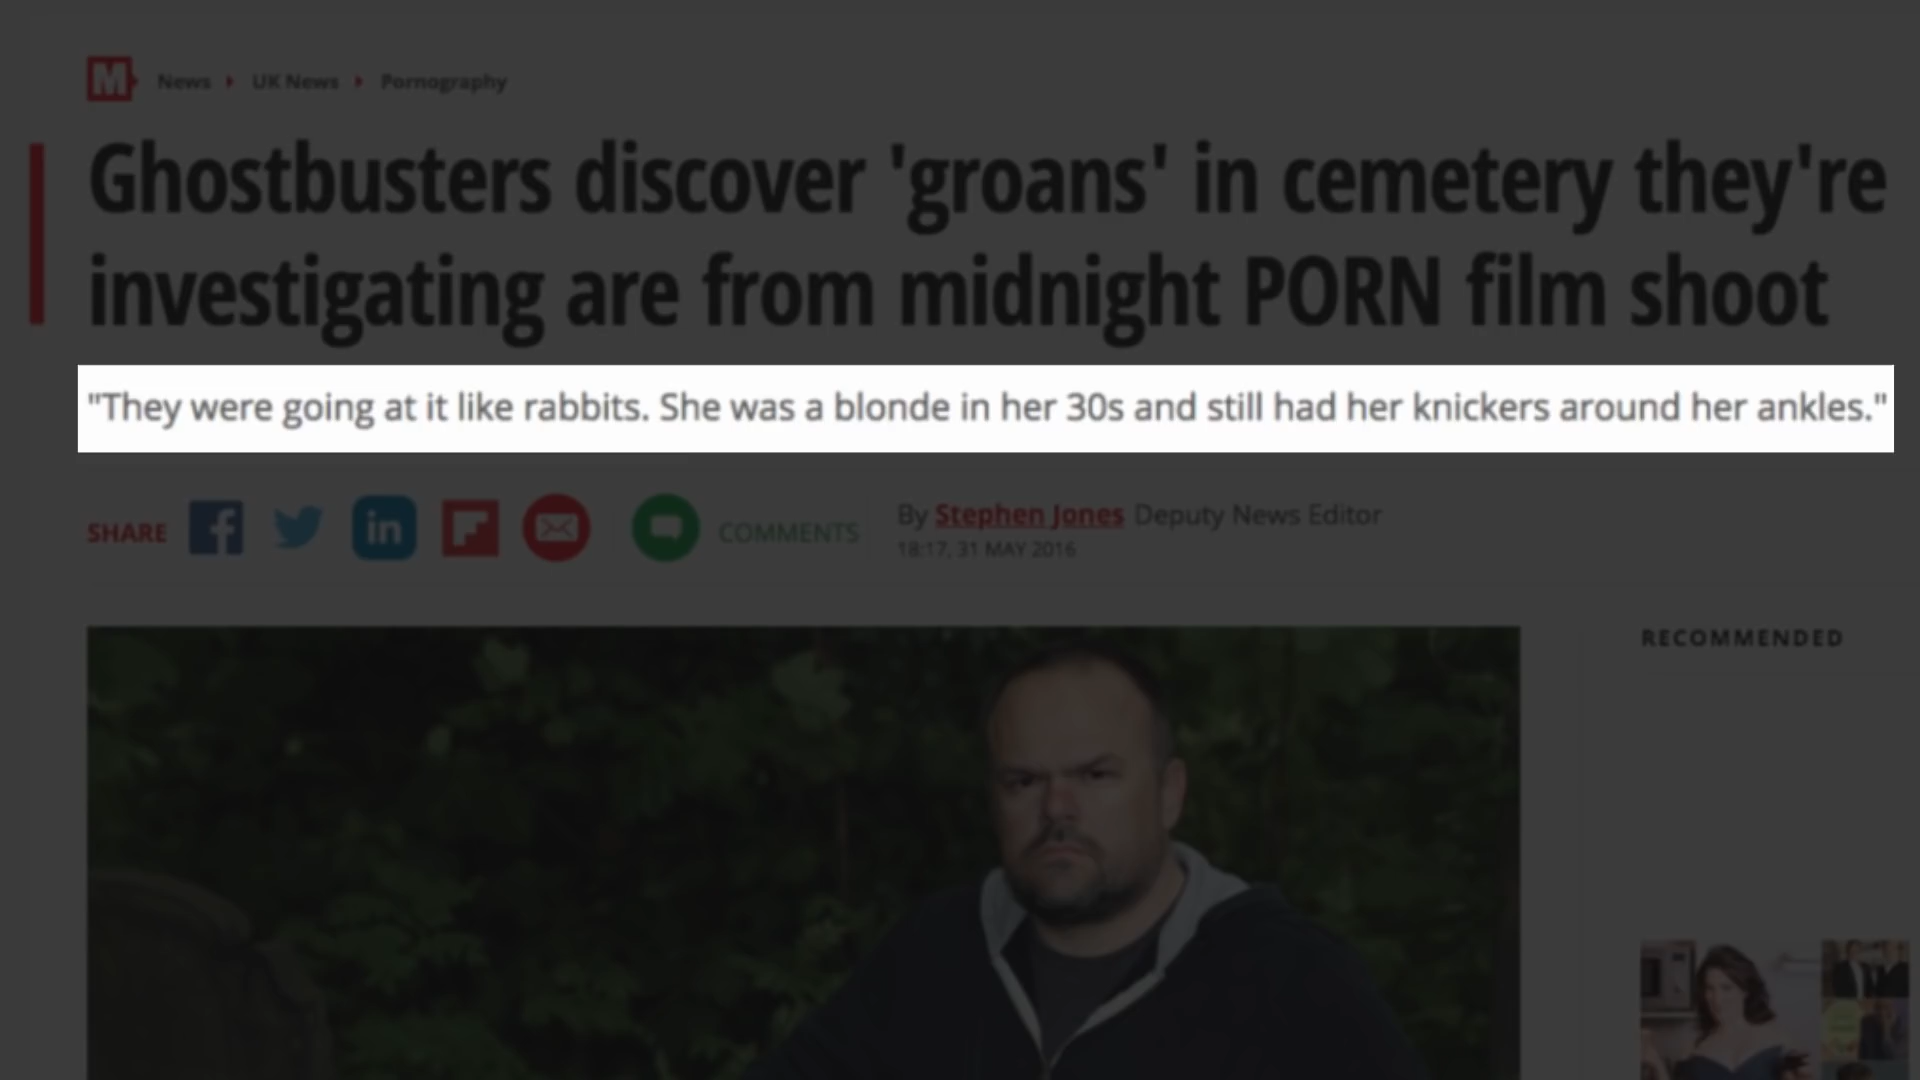 M News UK News Pornography
Ghostbusters discover 'groans' in cemetery they're
investigating are from midnight PORN film shoot
"They were going at it like rabbits. She was a blonde in her 30s and still had her knickers around her ankles."
SHARE f in COMMENTS By Stephen Jones Deputy News Editor
18:17, 31 MAY 2016
RECOMMENDED